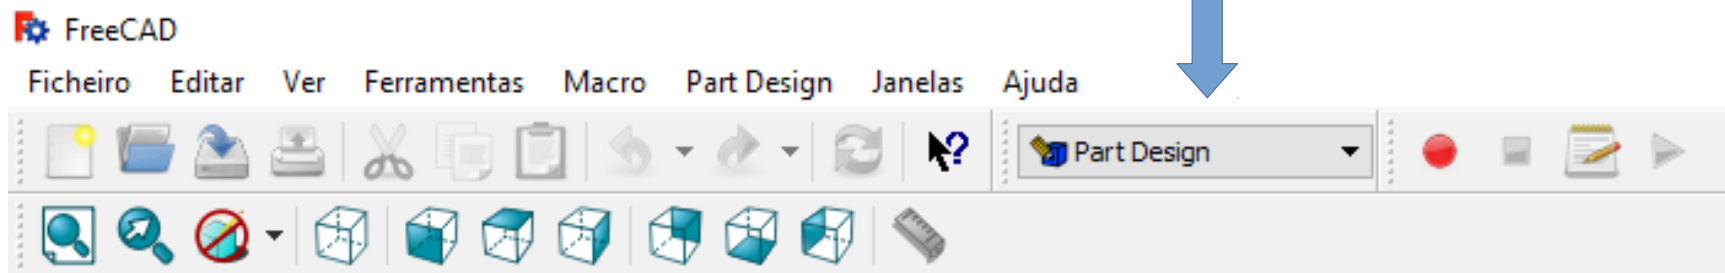 FreeCAD
Ficheiro Editar Ver Ferramentas Macro Part Design Janelas Ajuda
Part Design